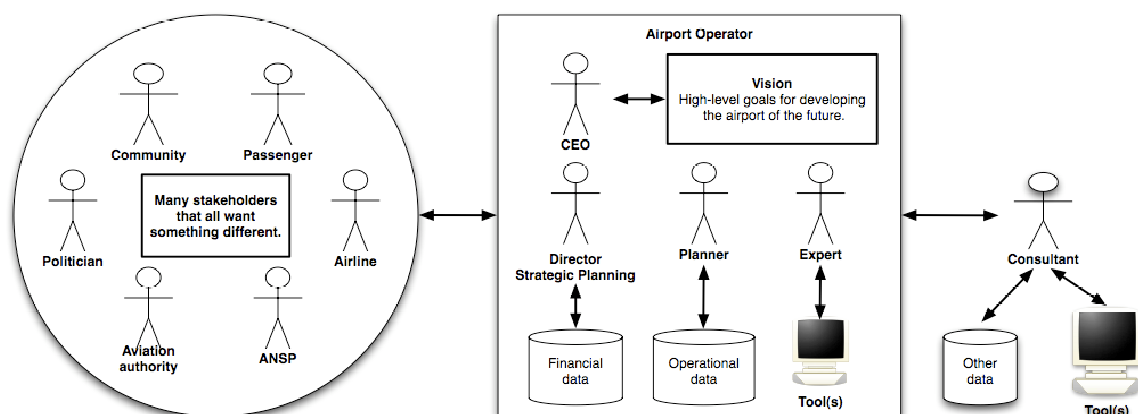 Airport Operator
Community
Passenger
Many stakeholders
that all want
something different.
Politician
Airline
Aviation
authority
ANSP
CEO
Vision
High-level goals for developing
the airport of the future.
Director
Strategic Planning
Planner
Expert
Financial
data
Operational
data
Tool(s)
Consultant
Other
data
Tool(s)